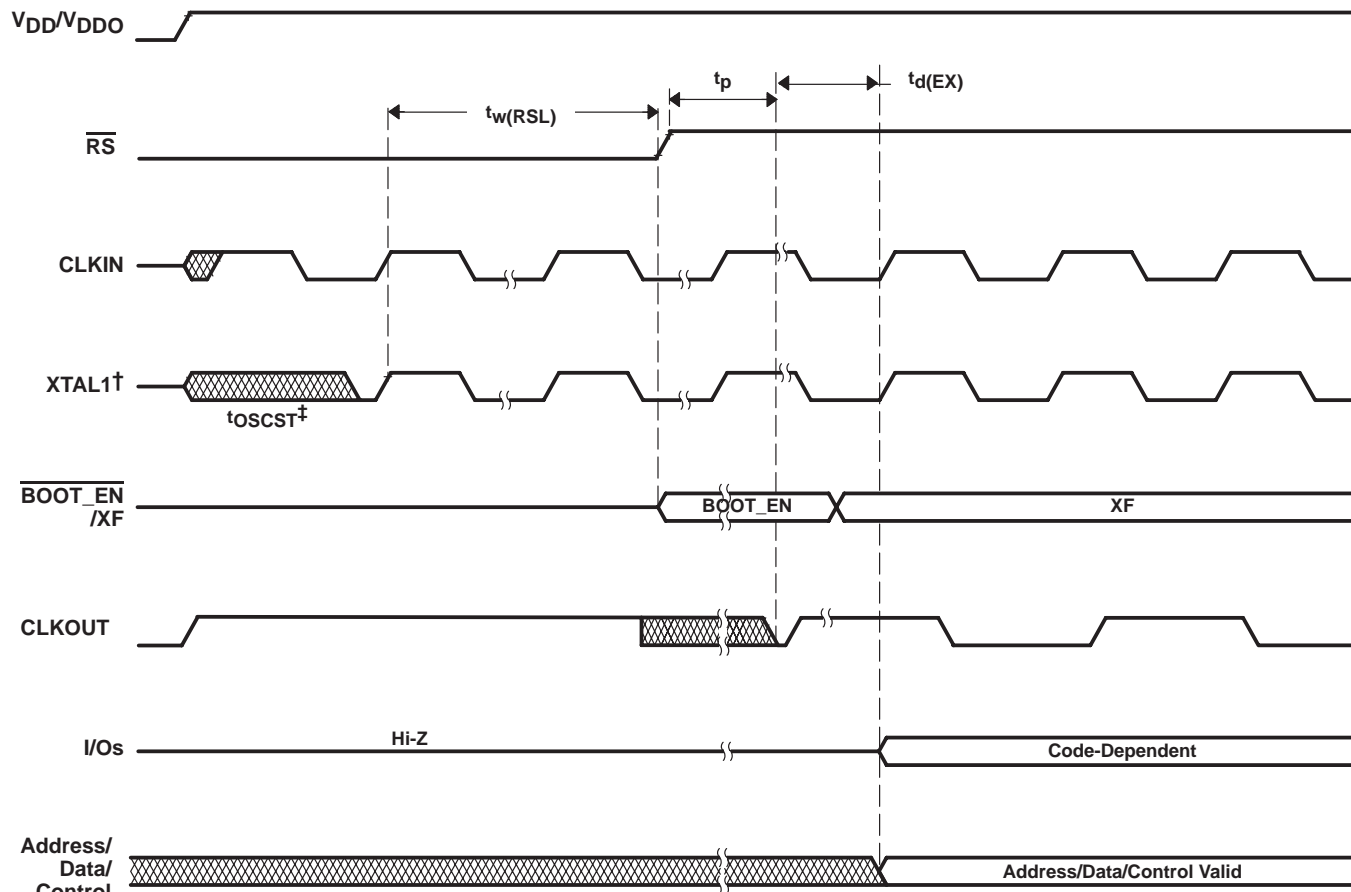 VDD/VDDO
tp
td(EX)
tw(RSL)
RS
CLKIN
XTAL1†
tOSCST‡
BOOT_EN
/XF
BOOT_EN
XF
CLKOUT
I/Os
Hi-Z
Code-Dependent
Address/
Data/
Control
Address/Data/Control Valid